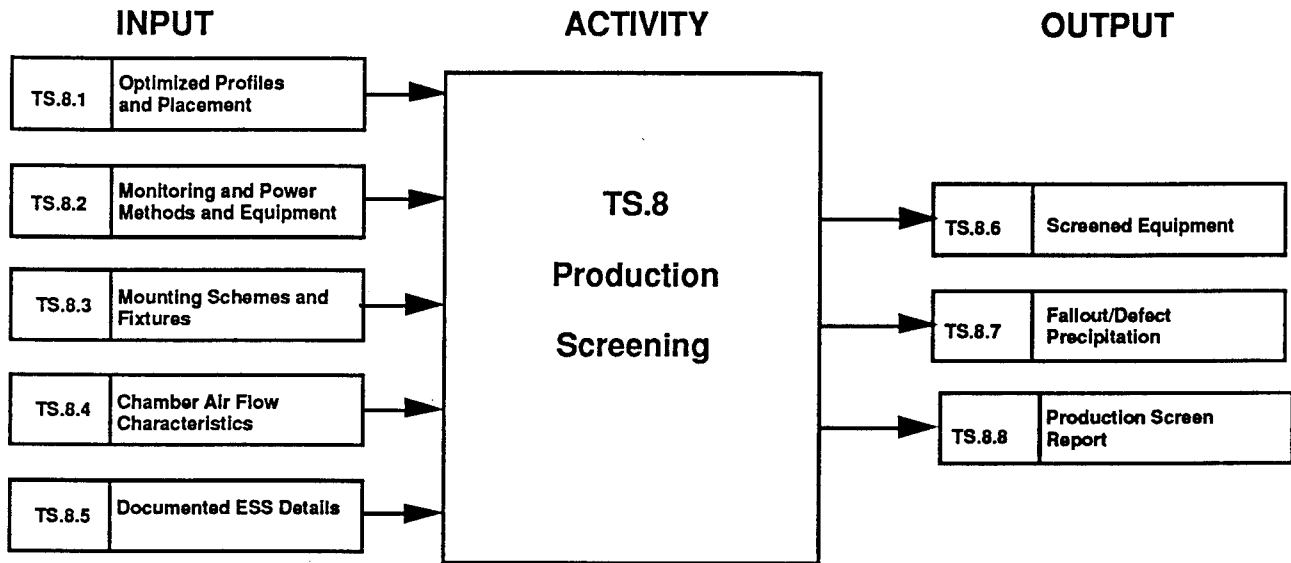 INPUT
ACTIVITY
OUTPUT
TS.8.1
Optimized Profiles
and Placement
TS.8.2
Monitoring and Power
Methods and Equipment
TS.8.3
Mounting Schemes and
Fixtures
TS.8.4
Chamber Air Flow
Characteristics
TS.8.5
Documented ESS Details
TS.8
Production
Screening
TS.8.6
Screened Equipment
TS.8.7
Fallout/Defect
Precipitation
TS.8.8
Production Screen
Report